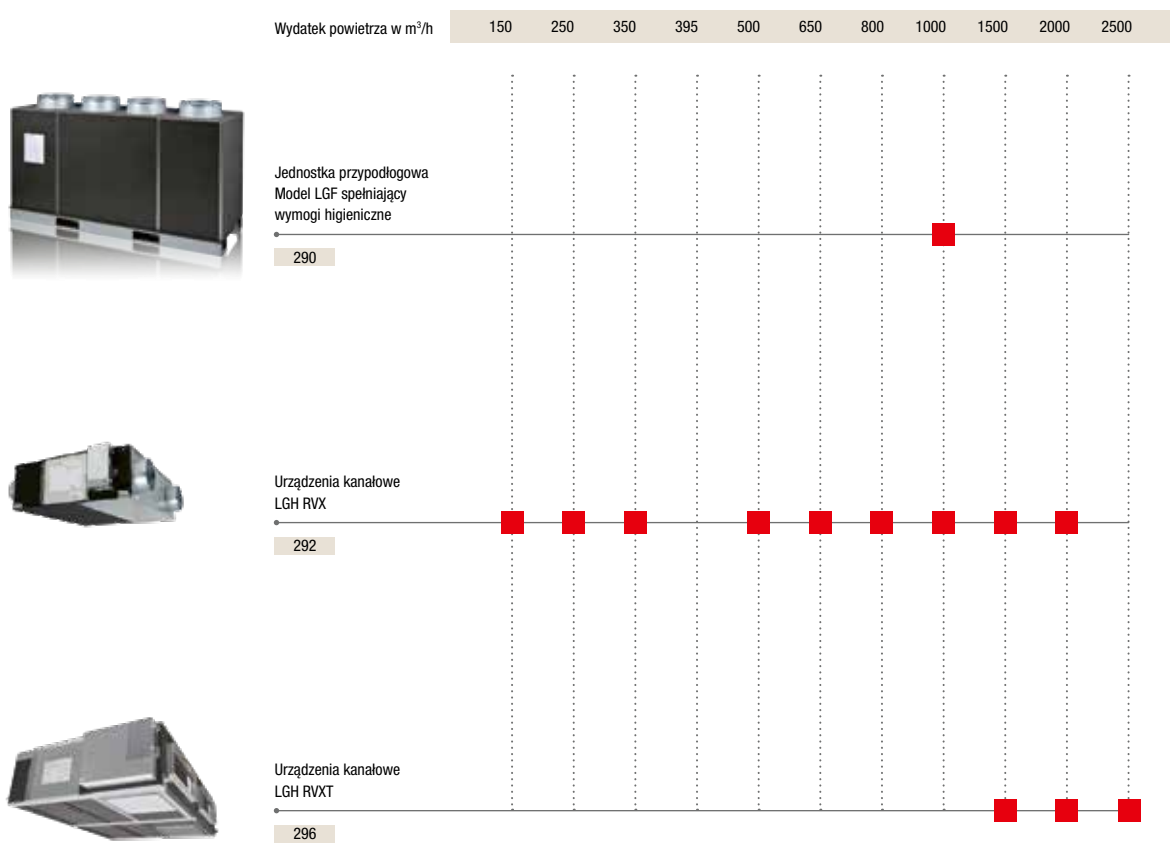 Wydatek powietrza w m³/h 150 250 350 395 500 650 800 1000 1500 2000 2500
Jednostka przypodłogowa
Model LGF spełniający
wymogi higieniczne
290
Urządzenia kanałowe
LGH RVX
292
Urządzenia kanałowe
LGH RVXT
296